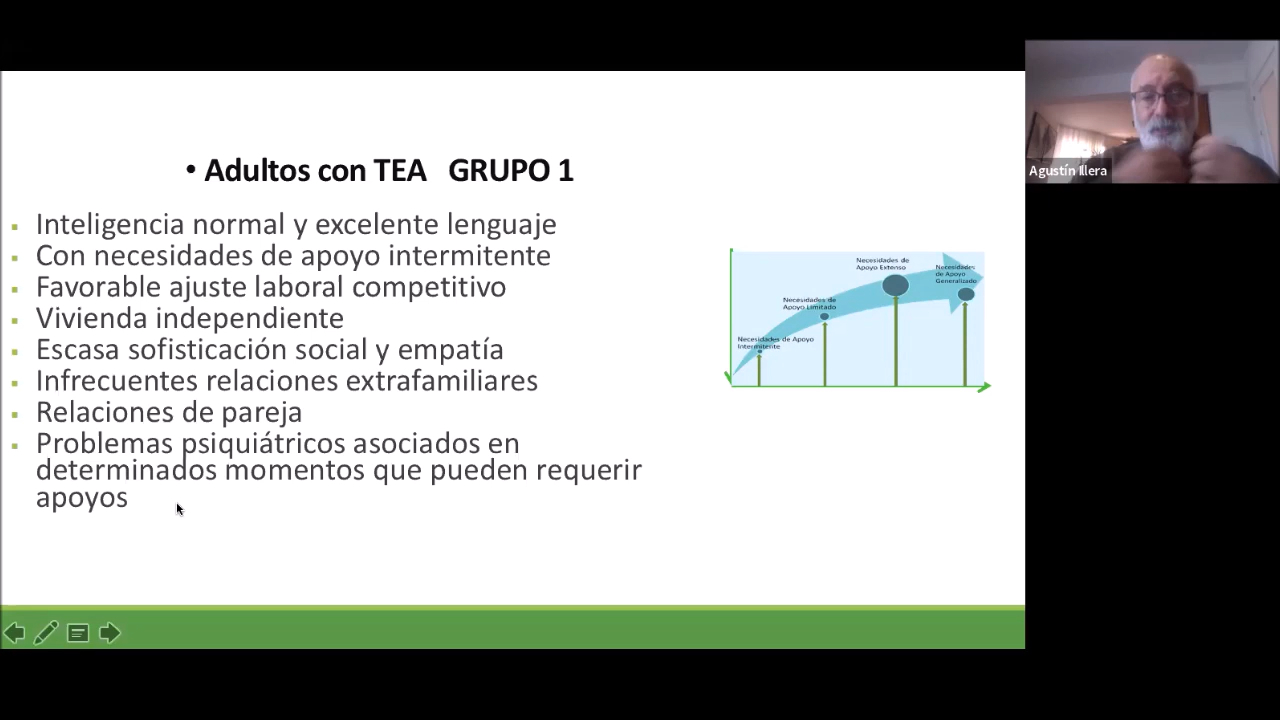 • Adultos con TEA GRUPO 1
Inteligencia normal y excelente lenguaje
Con necesidades de apoyo intermitente
Favorable ajuste laboral competitivo
Vivienda independiente
Escasa sofisticación social y empatía
Infrecuentes relaciones extrafamiliares
Relaciones de pareja
Problemas psiquiátricos asociados en
determinados momentos que pueden requerir
apoyos
Necesidades de Apoyo
Intermitente
Necesidades de
Apoyo Limitado
Necesidades de
Apoyo Extenso
Necesidades
de Apoyo
Generalizado
Agustín Illera